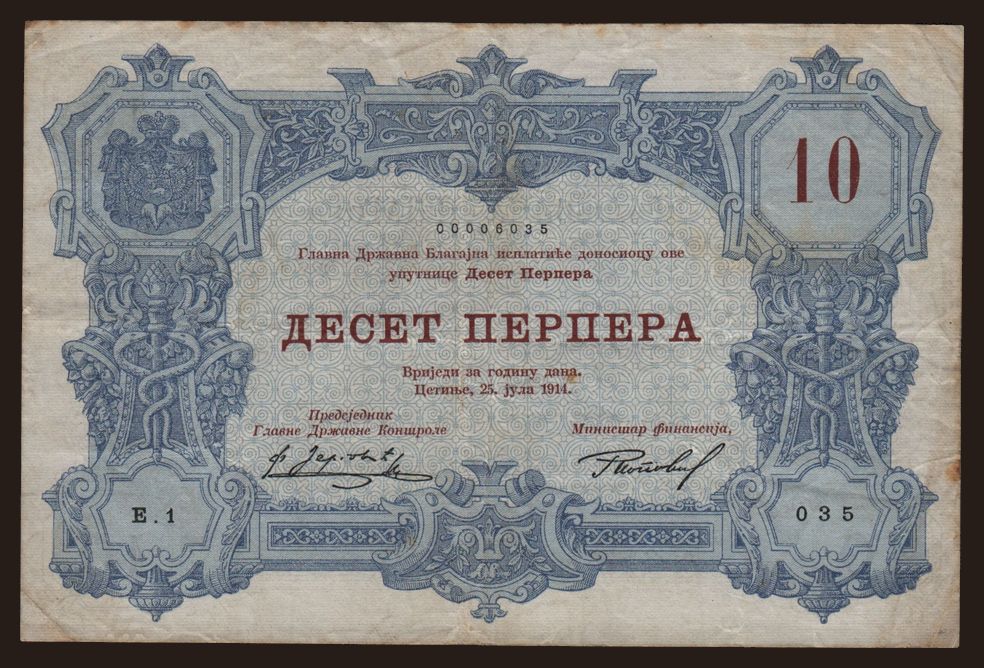 10
00006035
Главна Државна Благајна исплатиће доносиоцу ове
упутнице Десет Перпера
ДЕСЕТ ПЕРПЕРА
Вриједи за годину дана.
Цетиње, 25. јула 1914.
Предсједник
Главне Државне Контроле
Министар финансија,
Е.1
035